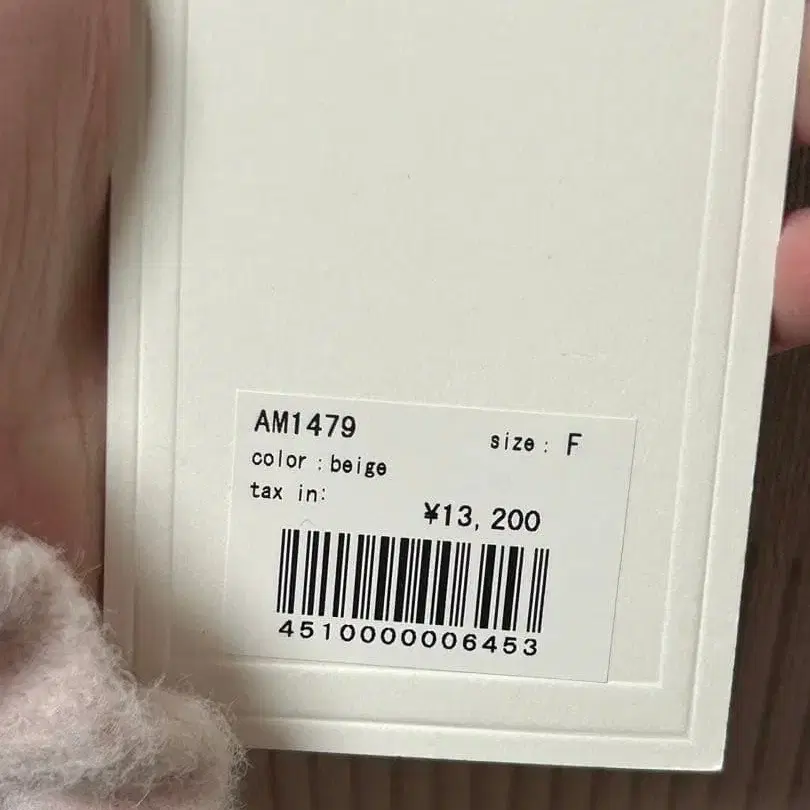 AM1479 size : F
color : beige
tax in:
¥13, 200
4510000006453